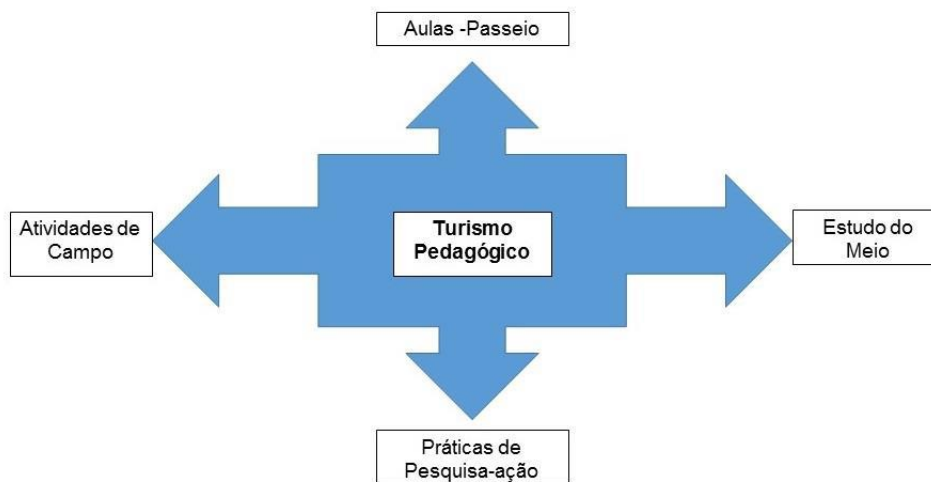 Aulas -Passeio
Atividades de
Campo
Turismo
Pedagógico
Estudo do
Meio
Práticas de
Pesquisa-ação